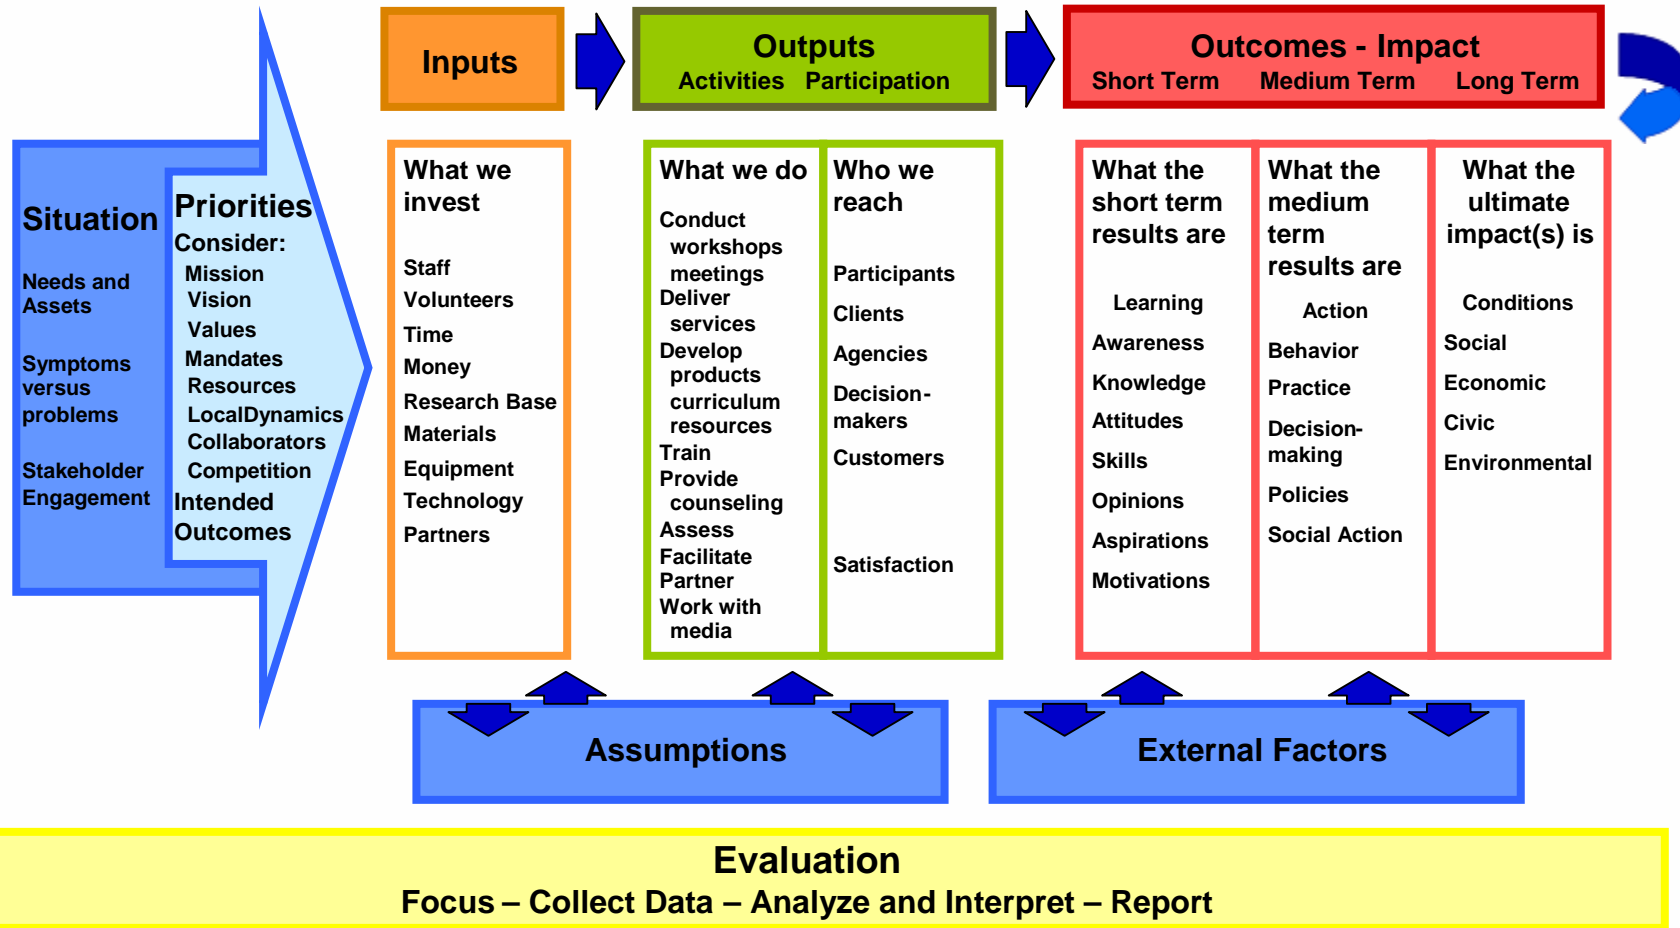 Inputs
Outputs
Activities Participation
Outcomes - Impact
Short Term Medium Term Long Term
Situation
Needs and
Assets
Symptoms
versus
problems
Stakeholder
Engagement
Priorities
Consider:
Mission
Vision
Values
Mandates
Resources
LocalDynamics
Collaborators
Competition
Intended
Outcomes
What we
invest
Staff
Volunteers
Time
Money
Research Base
Materials
Equipment
Technology
Partners
What we do
Conduct
workshops
meetings
Deliver
services
Develop
products
curriculum
resources
Train
Provide
counseling
Assess
Facilitate
Partner
Work with
media
Who we
reach
Participants
Clients
Agencies
Decision-
makers
Customers
Satisfaction
What the
short term
results are
Learning
Awareness
Knowledge
Attitudes
Skills
Opinions
Aspirations
Motivations
What the
medium
term
results are
Action
Behavior
Practice
Decision-
making
Policies
Social Action
What the
ultimate
impact(s) is
Conditions
Social
Economic
Civic
Environmental
Assumptions
External Factors
Evaluation
Focus – Collect Data – Analyze and Interpret – Report